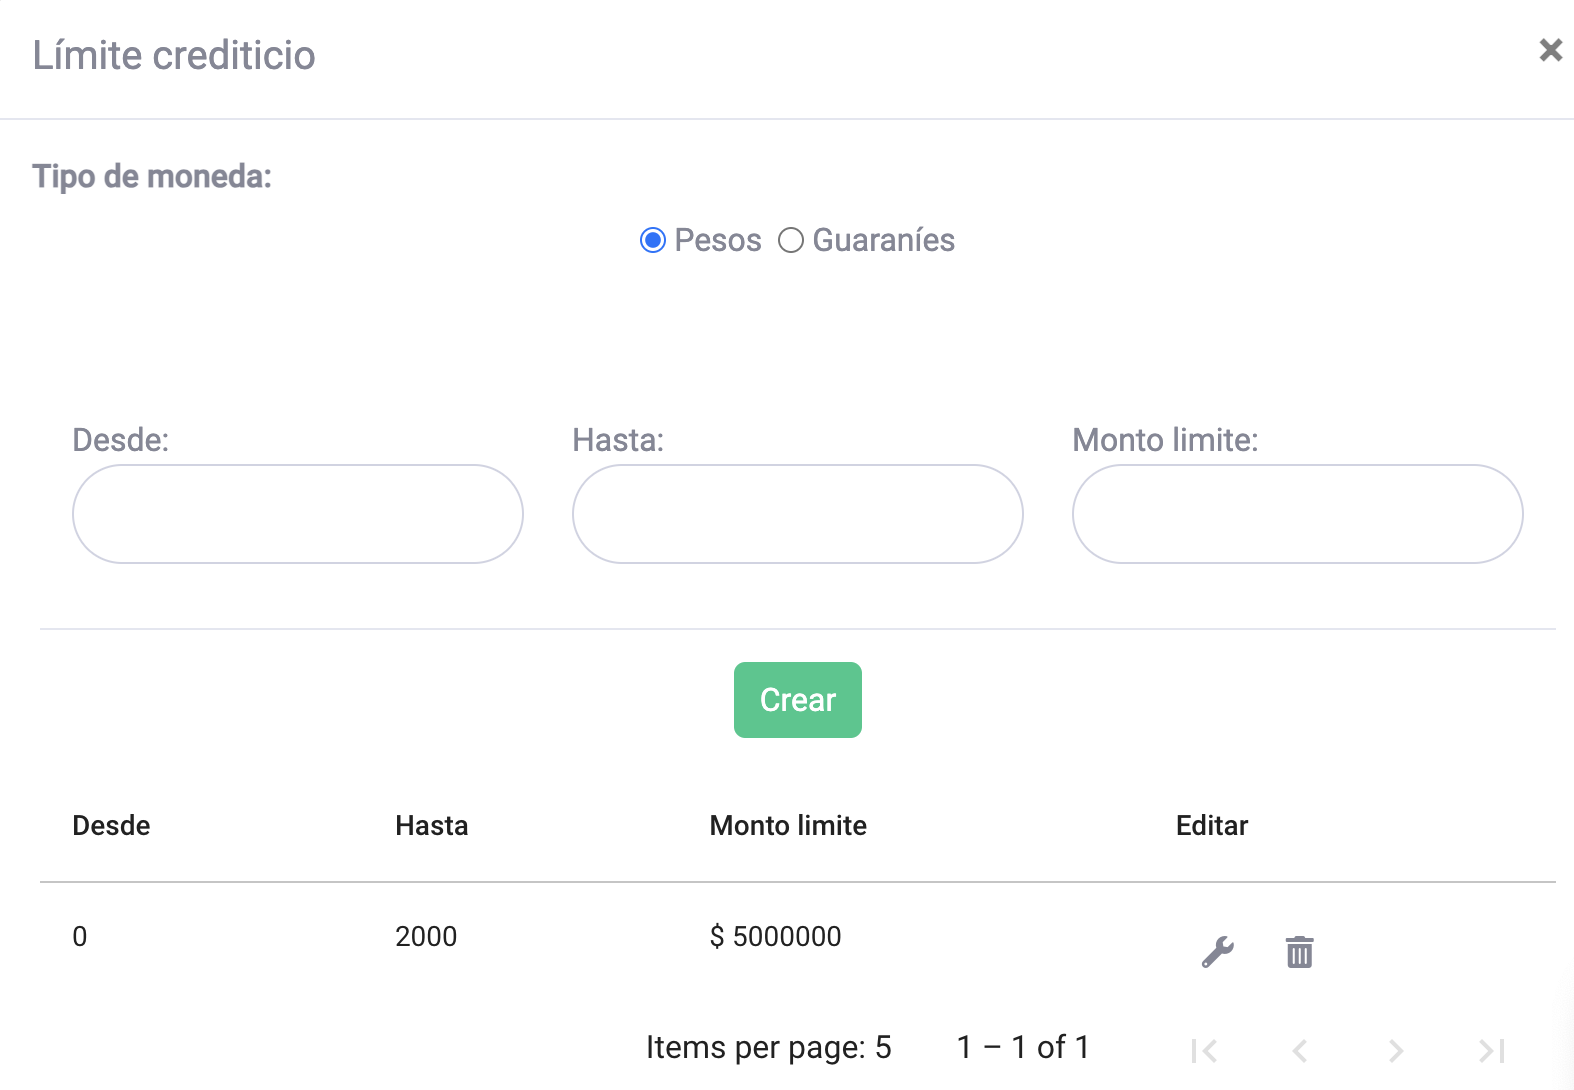 Límite crediticio
Tipo de moneda:
Pesos Guaraníes
Desde: Hasta: Monto limite:
Crear
Desde Hasta Monto limite Editar
0 2000 $ 5000000
Items per page: 5 1 – 1 of 1